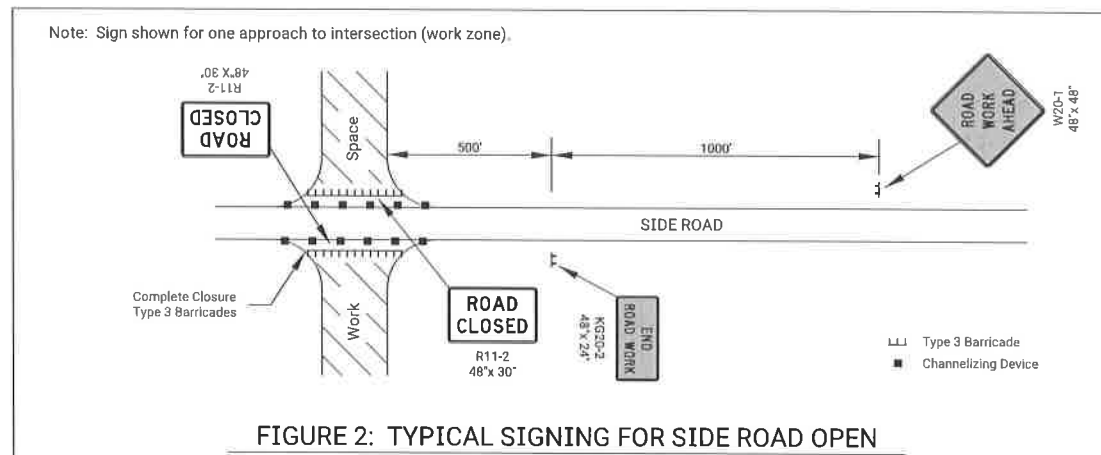 Note: Sign shown for one approach to intersection (work zone).
R11-2
48"X 30"
ROAD
CLOSED
Space
500'
1000'
ROAD
WORK
AHEAD
W20-1
48"x 48"
SIDE ROAD
Complete Closure
Type 3 Barricades
Work
ROAD
CLOSED
R11-2
48"x 30"
KG20-2
48"x 24"
END
ROAD WORK
Type 3 Barricade
Channelizing Device
FIGURE 2: TYPICAL SIGNING FOR SIDE ROAD OPEN